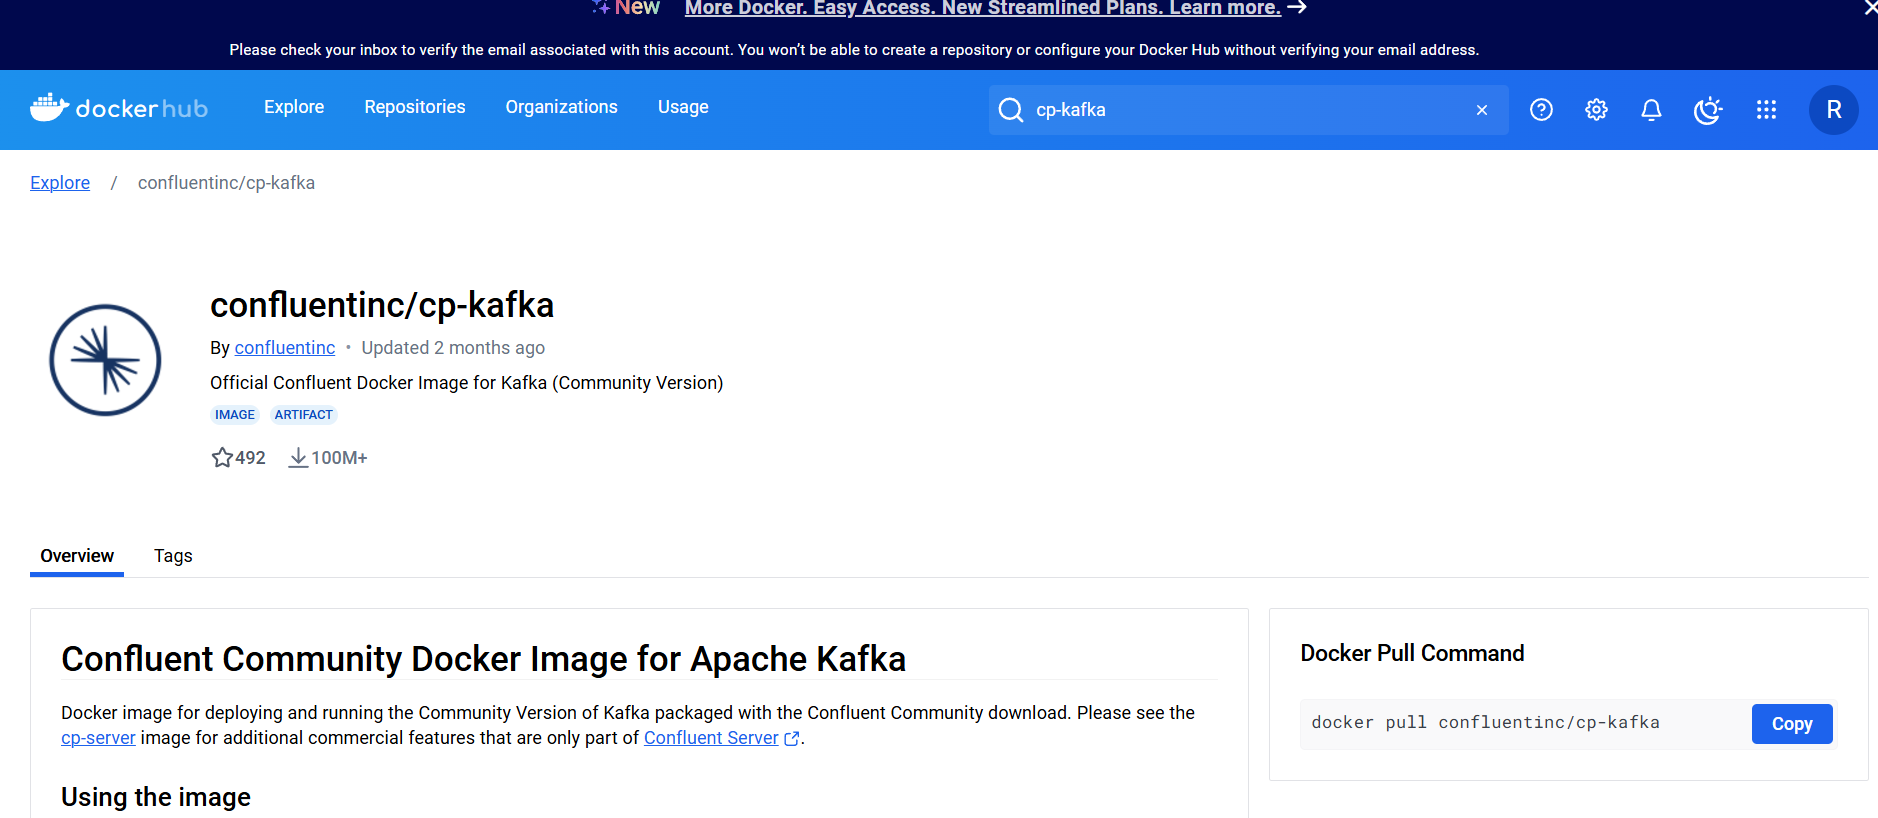 New More Docker. Easy Access. New Streamlined Plans. Learn more. →
Please check your inbox to verify the email associated with this account. You won’t be able to create a repository or configure your Docker Hub without verifying your email address.
dockerhub Explore Repositories Organizations Usage cp-kafka R
Explore / confluentinc/cp-kafka
confluentinc/cp-kafka
By confluentinc • Updated 2 months ago
Official Confluent Docker Image for Kafka (Community Version)
IMAGE ARTIFACT
492 100M+
Overview Tags
Confluent Community Docker Image for Apache Kafka
Docker image for deploying and running the Community Version of Kafka packaged with the Confluent Community download. Please see the
cp-server image for additional commercial features that are only part of Confluent Server.
Using the image
Docker Pull Command
docker pull confluentinc/cp-kafka Copy